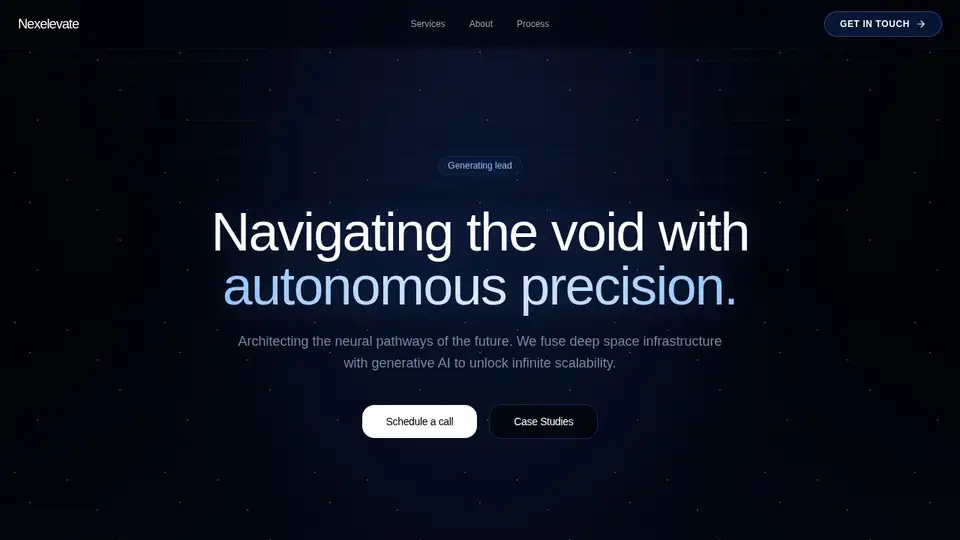 Nexelevate
Services
About
Process
GET IN TOUCH →
Generating lead
Navigating the void with
autonomous precision.
Architecting the neural pathways of the future. We fuse deep space infrastructure
with generative AI to unlock infinite scalability.
Schedule a call
Case Studies